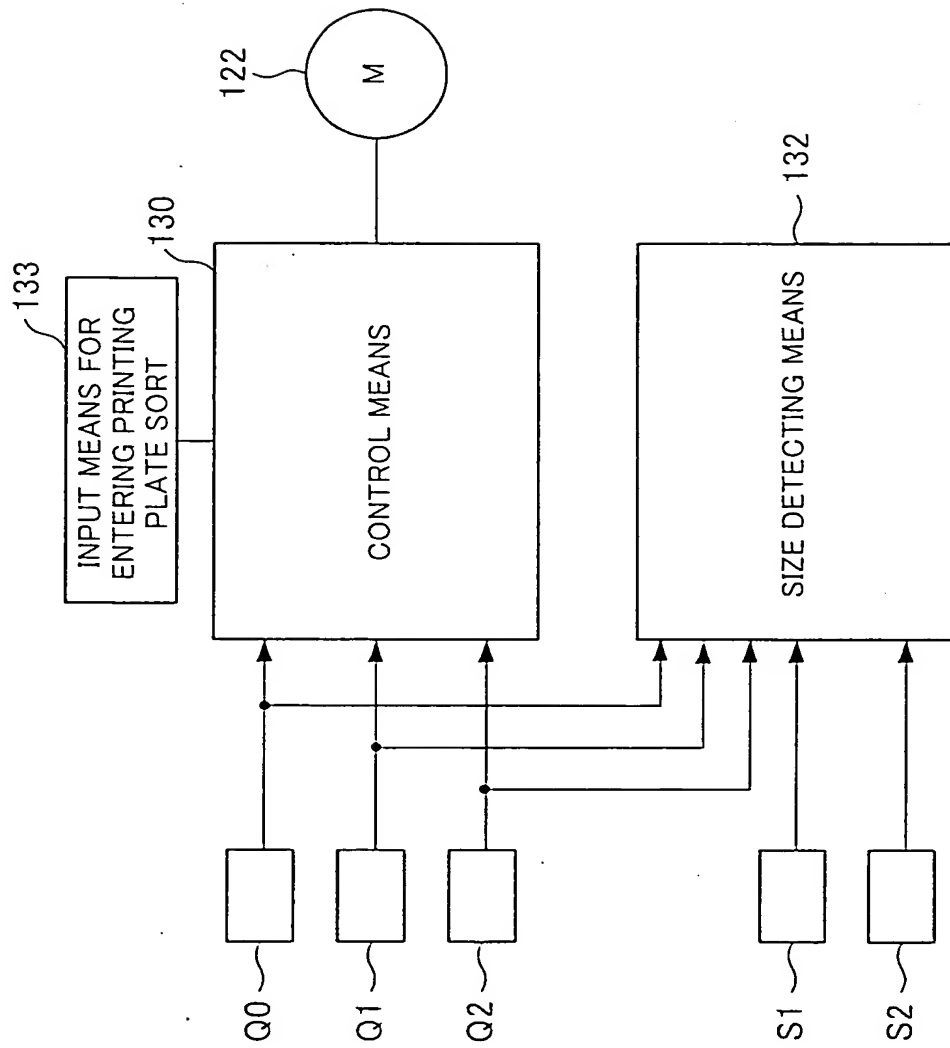 133
INPUT MEANS FOR
ENTERING PRINTING
PLATE SORT
130
122
CONTROL MEANS
M
132
SIZE DETECTING MEANS
Q0
Q1
Q2
S1
S2